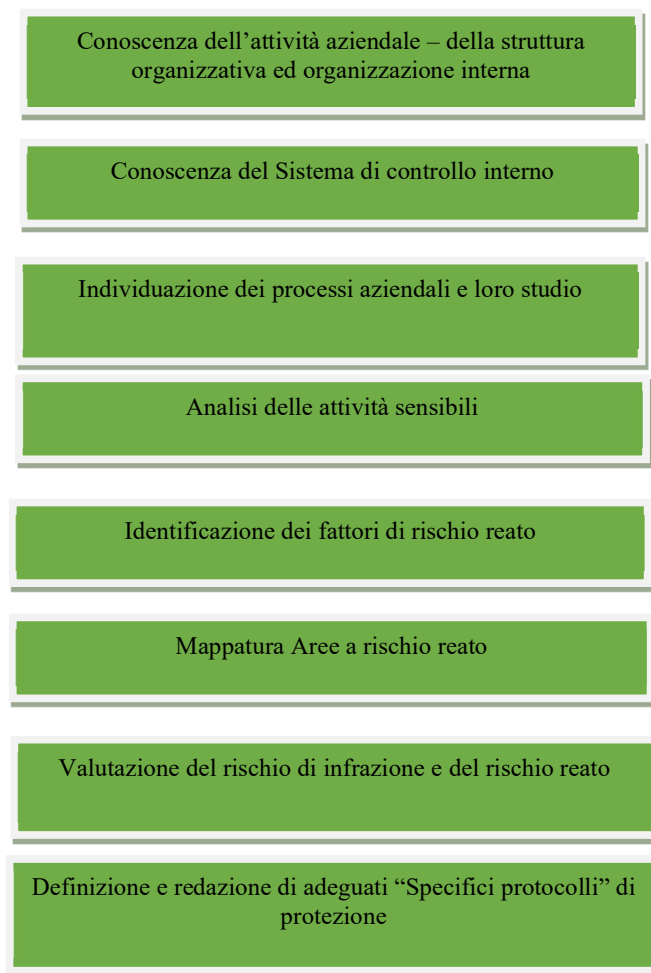 Conoscenza dell’attività aziendale – della struttura
organizzativa ed organizzazione interna
Conoscenza del Sistema di controllo interno
Individuazione dei processi aziendali e loro studio
Analisi delle attività sensibili
Identificazione dei fattori di rischio reato
Mappatura Aree a rischio reato
Valutazione del rischio di infrazione e del rischio reato
Definizione e redazione di adeguati “Specifici protocolli” di
protezione